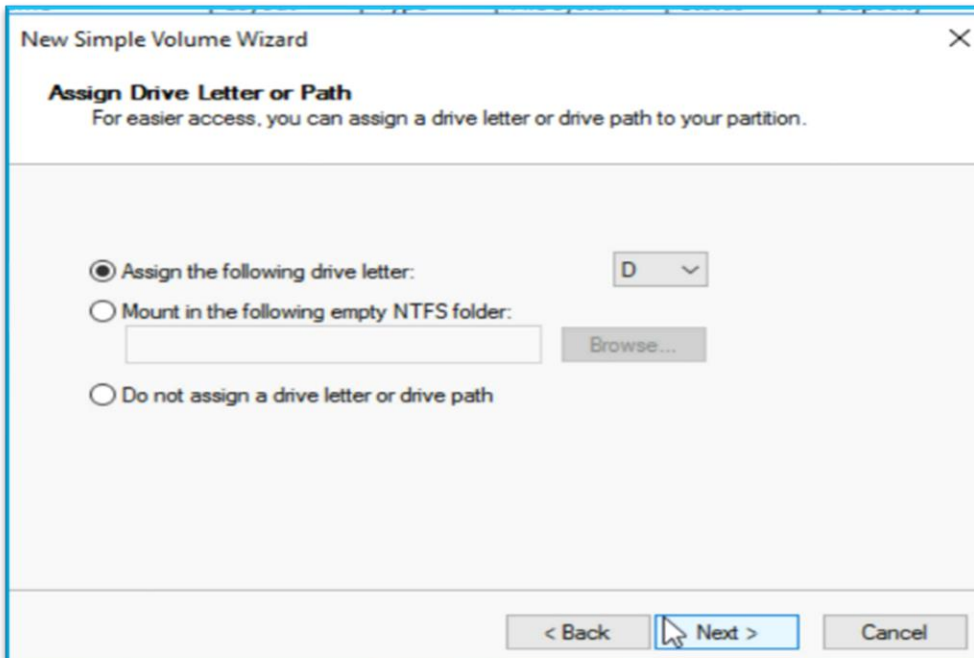 New Simple Volume Wizard
Assign Drive Letter or Path
For easier access, you can assign a drive letter or drive path to your partition.
Assign the following drive letter:
D
Mount in the following empty NTFS folder:
Browse...
Do not assign a drive letter or drive path
< Back
Next >
Cancel